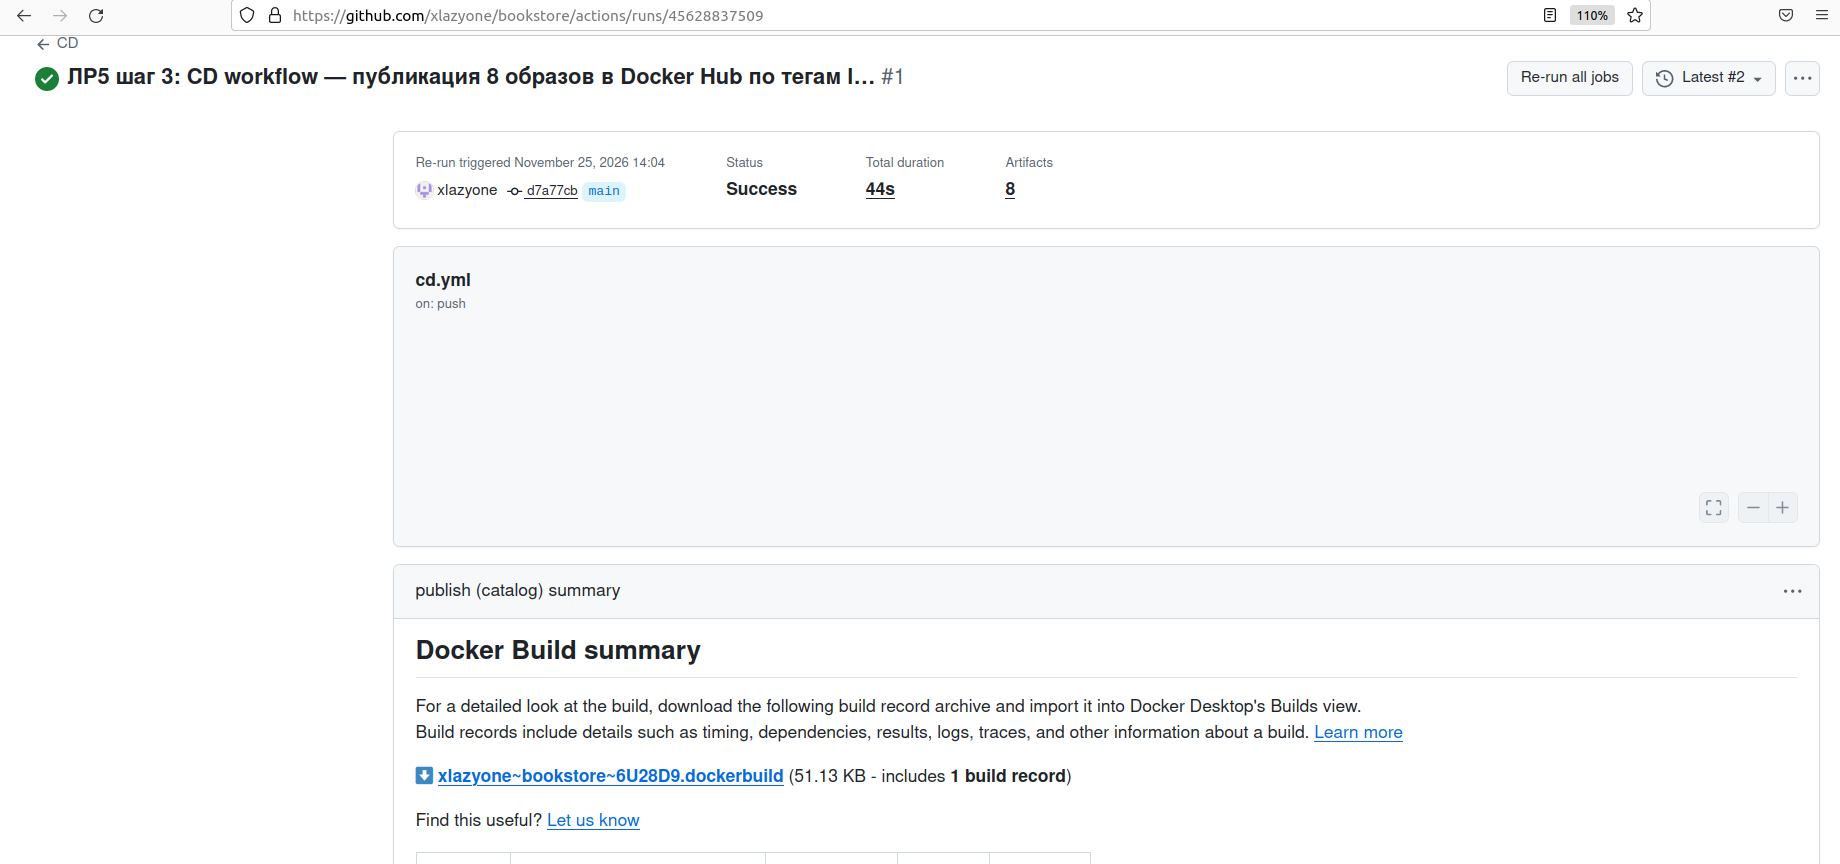 https://github.com/xlazyone/bookstore/actions/runs/45628837509
110%
CD
ЛР5 шаг 3: CD workflow — публикация 8 образов в Docker Hub по тегам l... #1
Re-run all jobs
Latest #2
Re-run triggered November 25, 2026 14:04
Status
Total duration
Artifacts
xlazyone
d7a77cb
main
Success
44s
8
cd.yml
on: push
publish (catalog) summary
Docker Build summary
For a detailed look at the build, download the following build record archive and import it into Docker Desktop's Builds view.
Build records include details such as timing, dependencies, results, logs, traces, and other information about a build. Learn more
xlazyone~bookstore~6U28D9.dockerbuild (51.13 KB - includes 1 build record)
Find this useful? Let us know